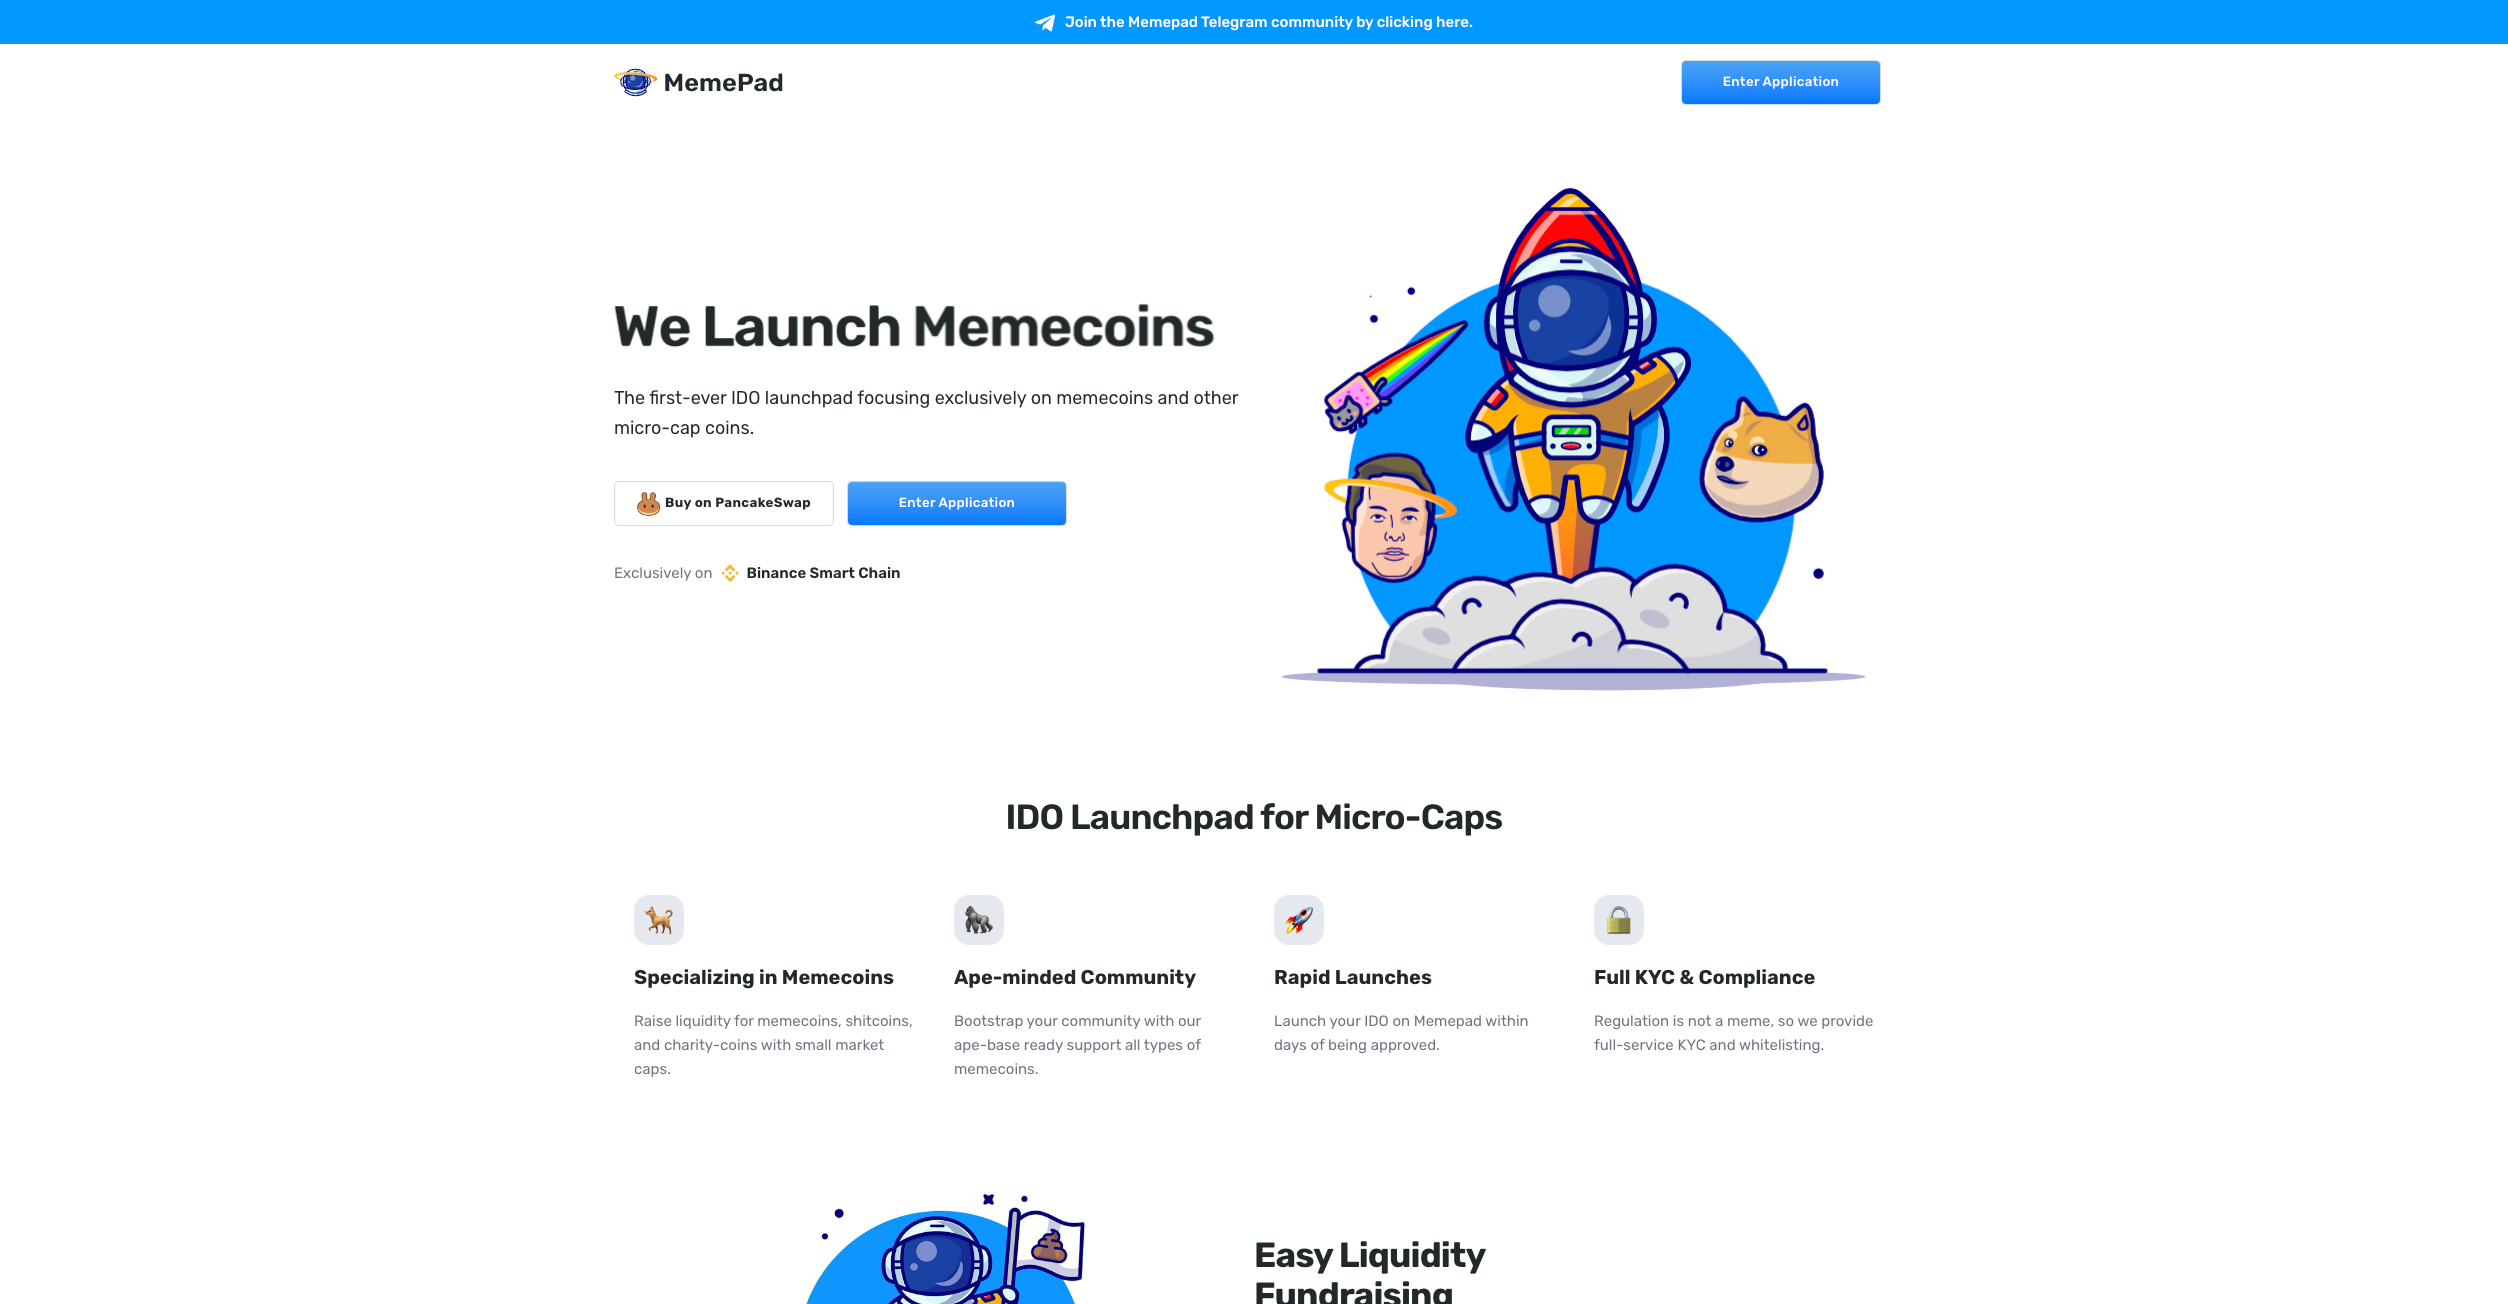 Join the Memepad Telegram community by clicking here.
MemePad
Enter Application
We Launch Memecoins
The first-ever IDO launchpad focusing exclusively on memecoins and other
micro-cap coins.
Buy on PancakeSwap
Enter Application
Exclusively on Binance Smart Chain
IDO Launchpad for Micro-Caps
Specializing in Memecoins
Raise liquidity for memecoins, shitcoins,
and charity-coins with small market
caps.
Ape-minded Community
Bootstrap your community with our
ape-base ready support all types of
memecoins.
Rapid Launches
Launch your IDO on Memepad within
days of being approved.
Full KYC & Compliance
Regulation is not a meme, so we provide
full-service KYC and whitelisting.
Easy Liquidity
Fundraising